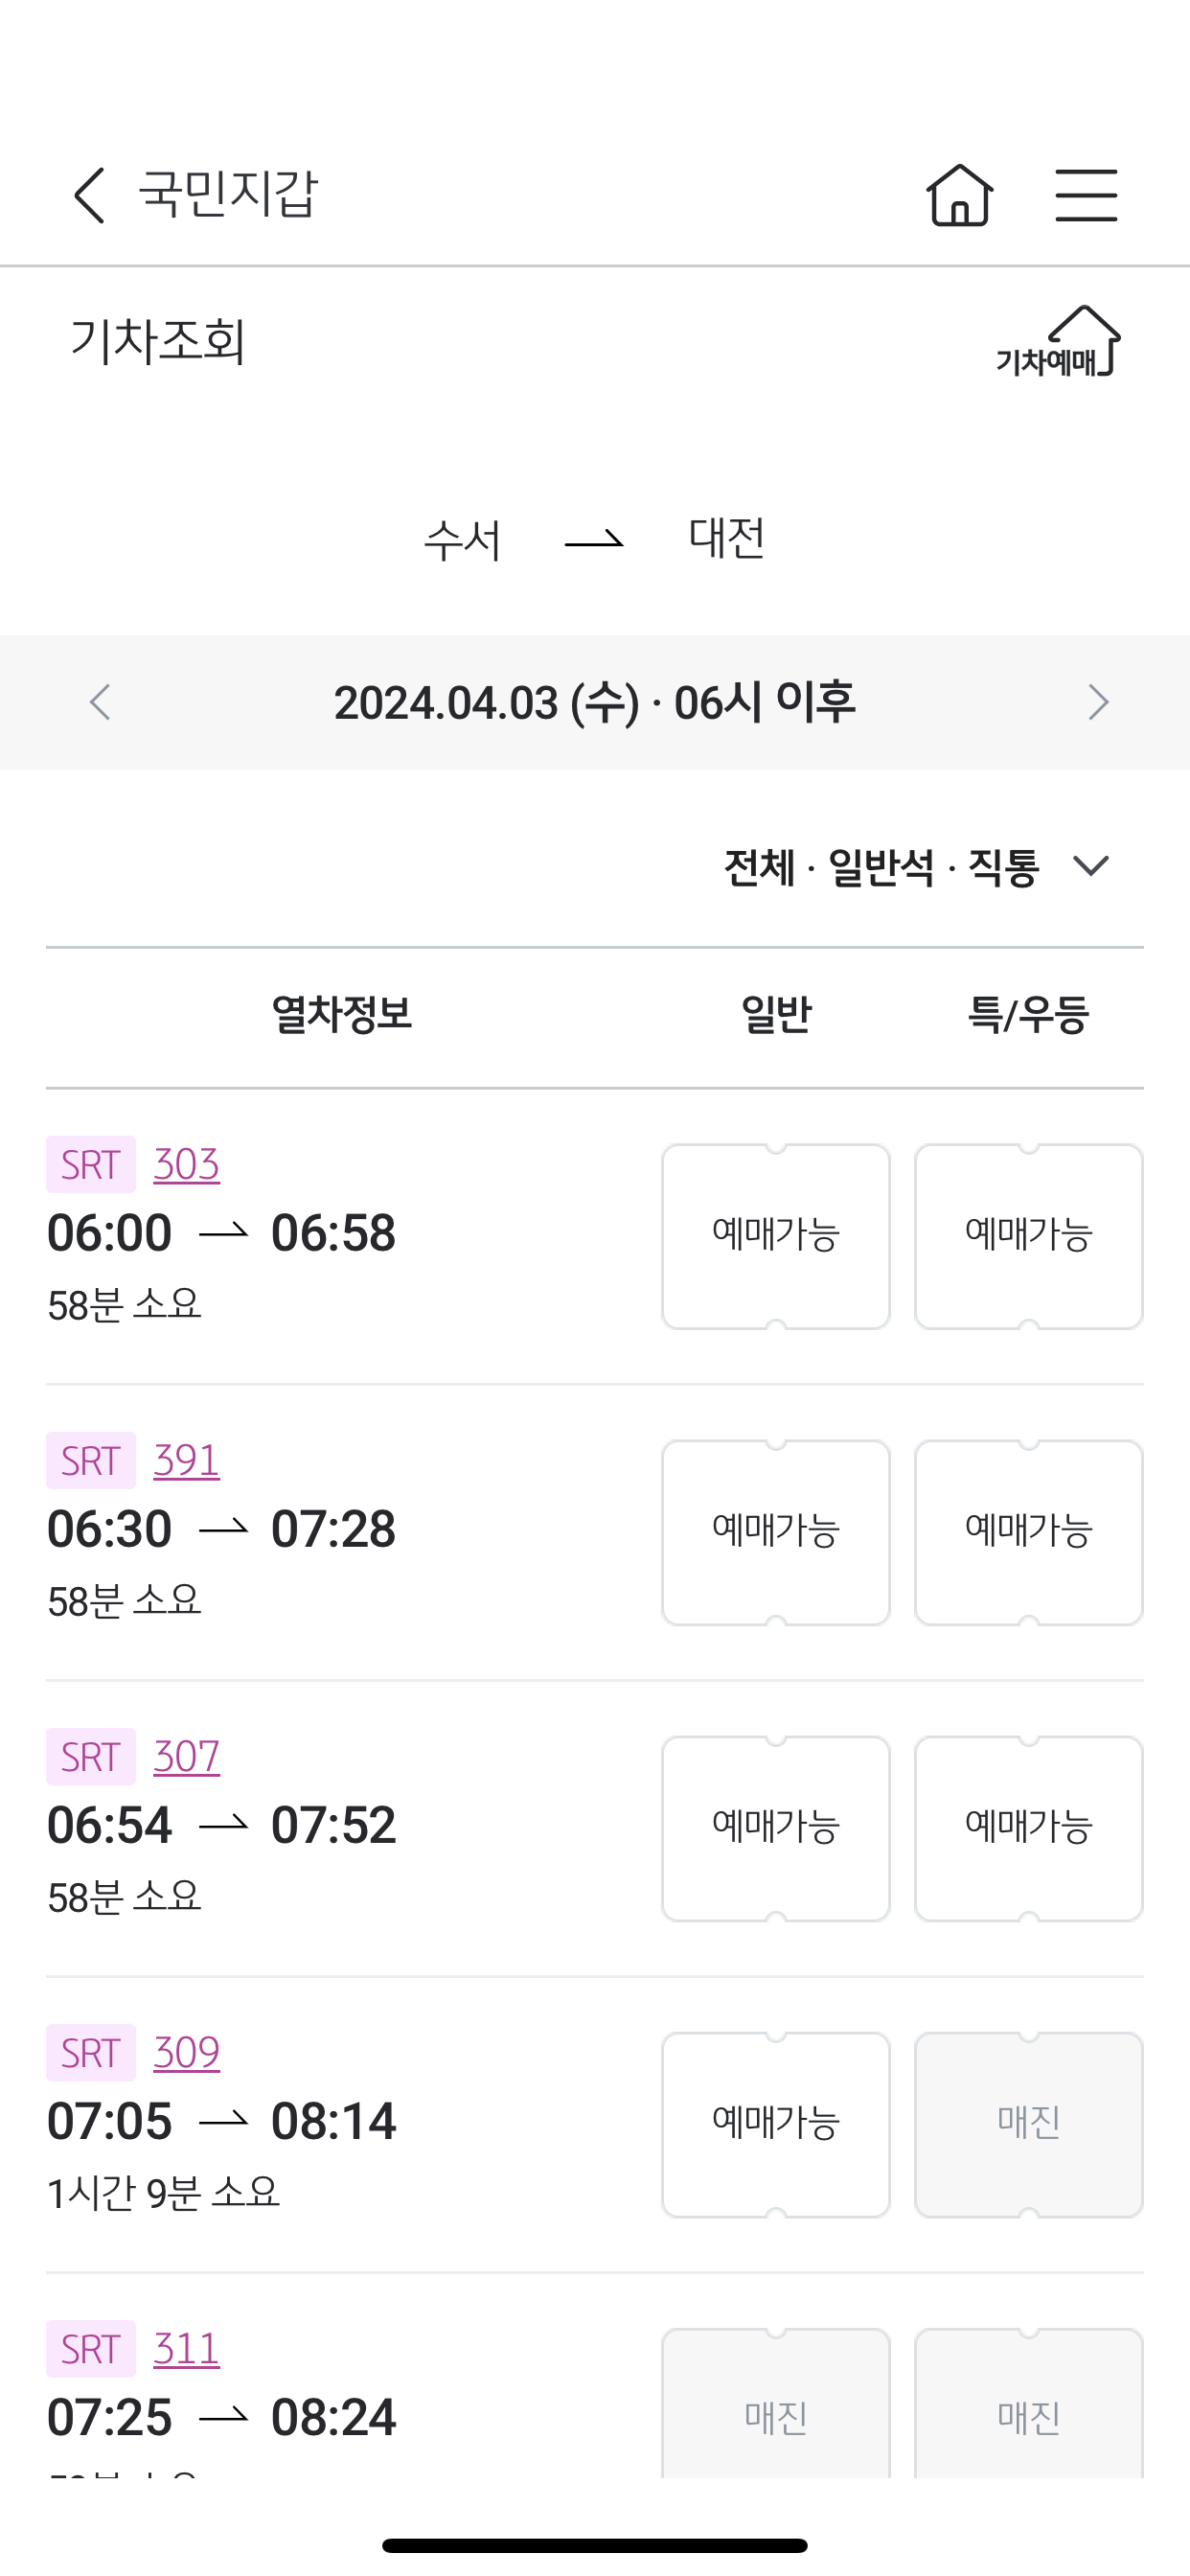 국민지갑
기차조회
기차예매
수서 대전
2024.04.03 (수) · 06시 이후
전체 · 일반석 · 직통
열차정보 일반 특/우등
SRT 303
06:00 06:58
58분 소요
예매가능 예매가능
SRT 391
06:30 07:28
58분 소요
예매가능 예매가능
SRT 307
06:54 07:52
58분 소요
예매가능 예매가능
SRT 309
07:05 08:14
1시간 9분 소요
예매가능 매진
SRT 311
07:25 08:24
매진 매진